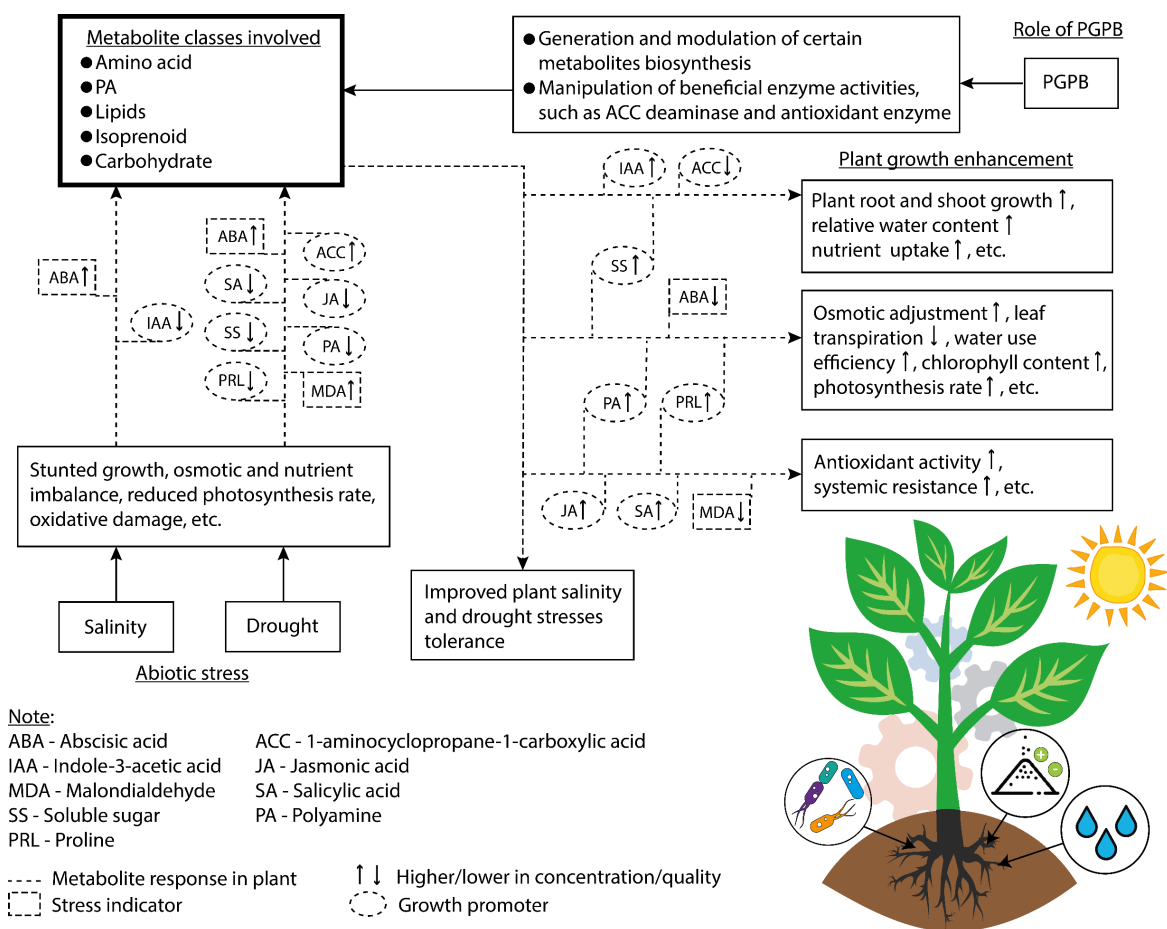 Metabolite classes involved
● Amino acid
● PA
● Lipids
● Isoprenoid
● Carbohydrate
● Generation and modulation of certain
metabolites biosynthesis
● Manipulation of beneficial enzyme activities,
such as ACC deaminase and antioxidant enzyme
Role of PGPB
PGPB
ABA↑
IAA↓
ABA↑
ACC↑
SA↓
JA↓
SS↓
PA↓
PRL↓
MDA↑
Stunted growth, osmotic and nutrient
imbalance, reduced photosynthesis rate,
oxidative damage, etc.
Salinity
Drought
Abiotic stress
IAA↑
ACC↓
SS↑
ABA↓
PA↑
PRL↑
JA↑
SA↑
MDA↓
Plant growth enhancement
Plant root and shoot growth ↑,
relative water content ↑
nutrient uptake ↑, etc.
Osmotic adjustment ↑, leaf
transpiration ↓, water use
efficiency ↑, chlorophyll content ↑,
photosynthesis rate ↑, etc.
Antioxidant activity ↑,
systemic resistance ↑, etc.
Improved plant salinity
and drought stresses
tolerance
+
-
Note:
ABA - Abscisic acid
IAA - Indole-3-acetic acid
MDA - Malondialdehyde
SS - Soluble sugar
PRL - Proline
ACC - 1-aminocyclopropane-1-carboxylic acid
JA - Jasmonic acid
SA - Salicylic acid
PA - Polyamine
---- Metabolite response in plant
Stress indicator
↑ ↓ Higher/lower in concentration/quality
Growth promoter